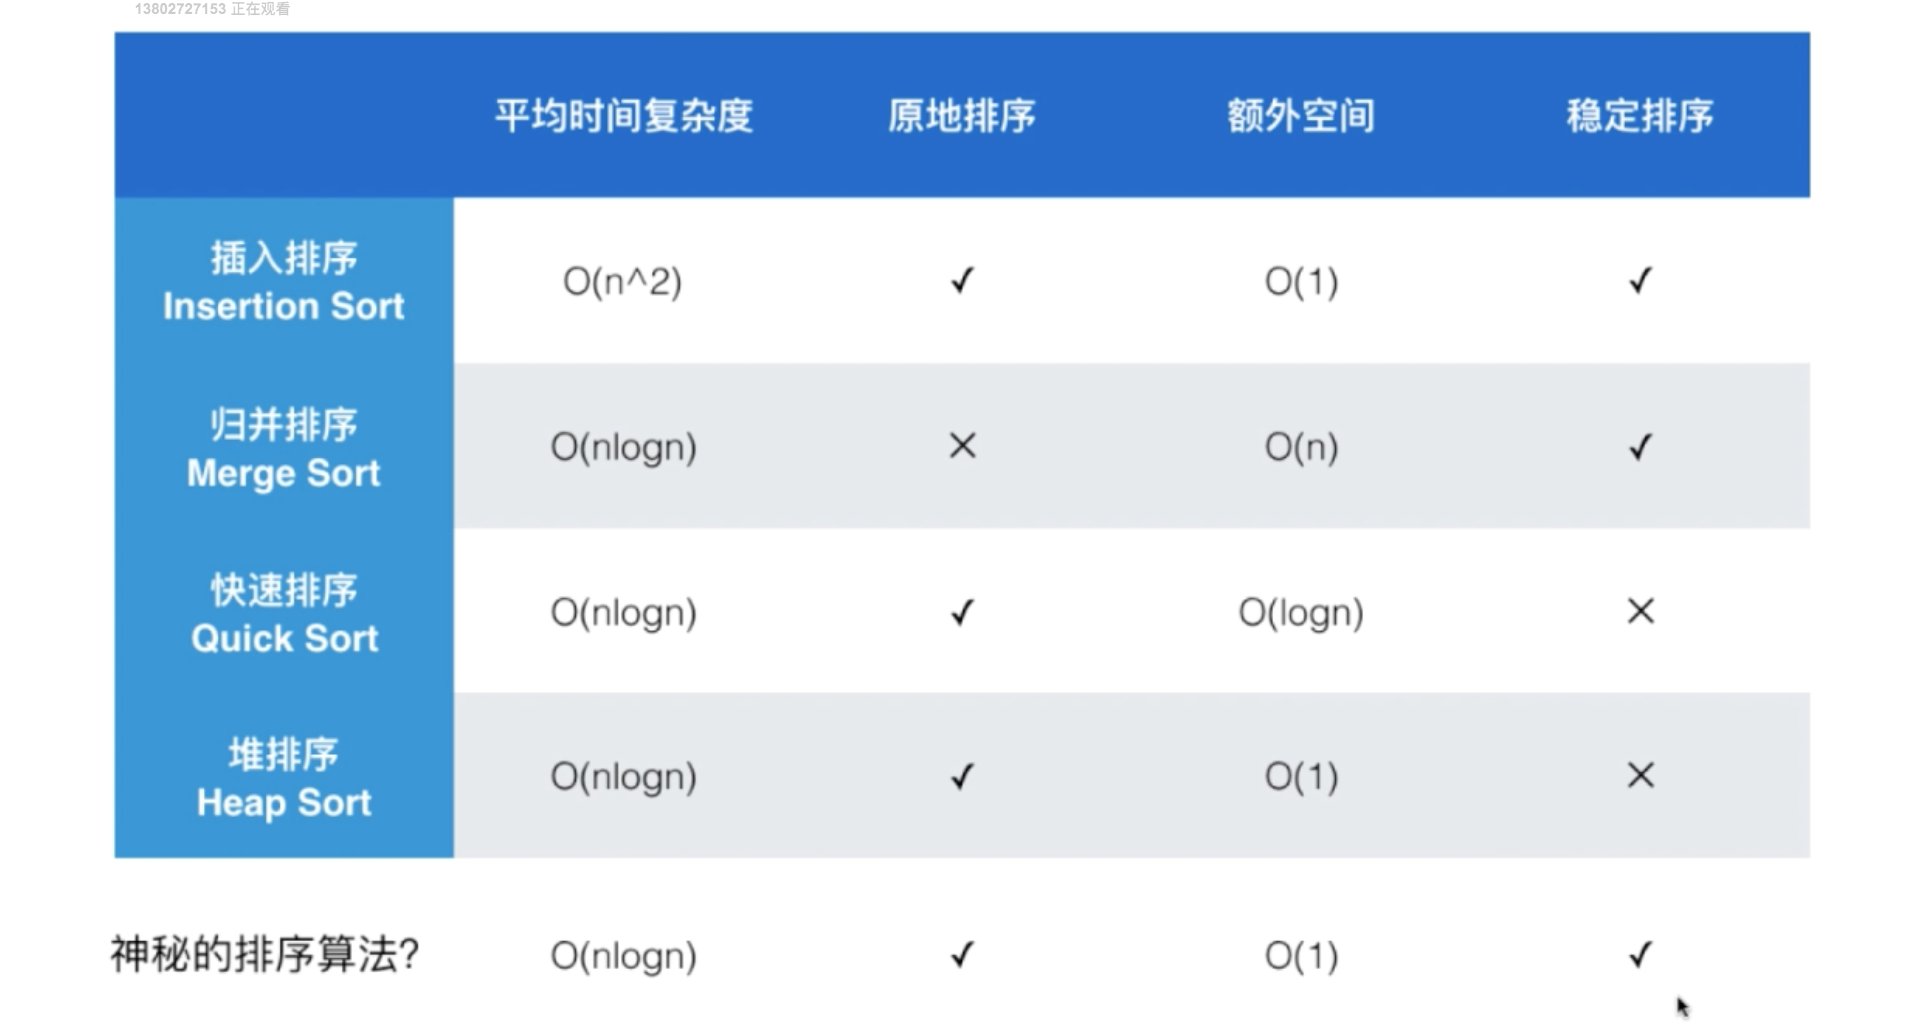 13802727153 正在观看
平均时间复杂度 原地排序 额外空间 稳定排序
插入排序
Insertion Sort
O(n^2) ✓ O(1) ✓
归并排序
Merge Sort
O(nlogn) × O(n) ✓
快速排序
Quick Sort
O(nlogn) ✓ O(logn) ×
堆排序
Heap Sort
O(nlogn) ✓ O(1) ×
神秘的排序算法? O(nlogn) ✓ O(1) ✓